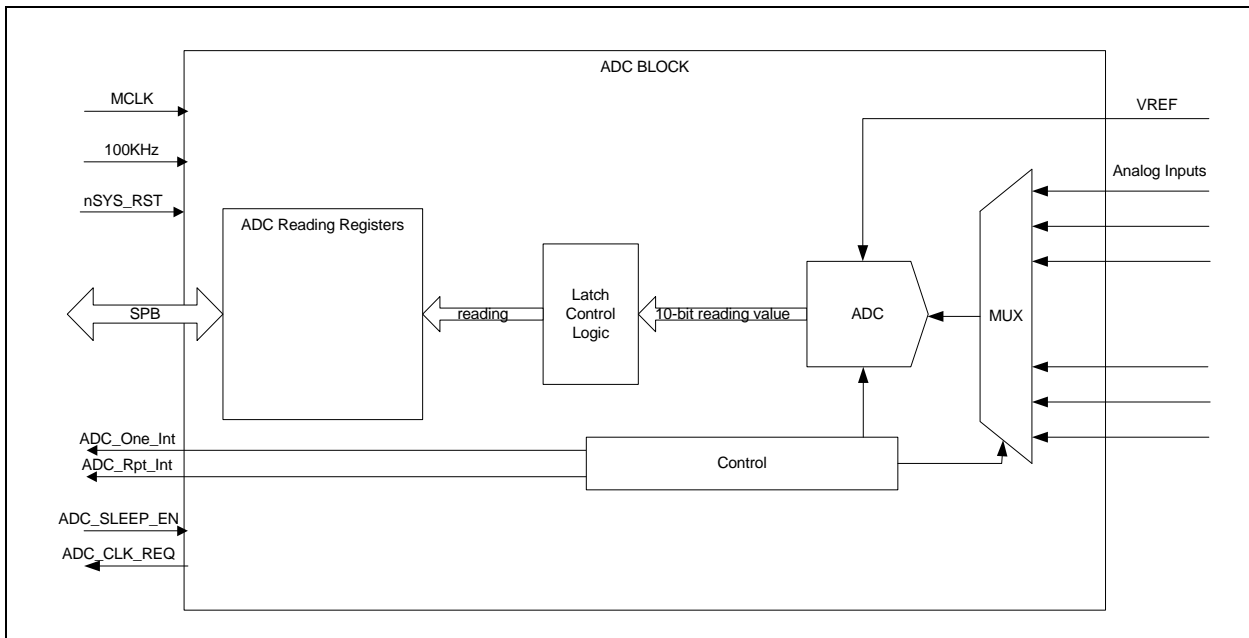 ADC BLOCK
MCLK
VREF
100KHz
Analog Inputs
nSYS_RST
ADC Reading Registers
SPB
reading
Latch
Control
Logic
10-bit reading value
ADC
MUX
ADC_One_Int
ADC_Rpt_Int
Control
ADC_SLEEP_EN
ADC_CLK_REQ